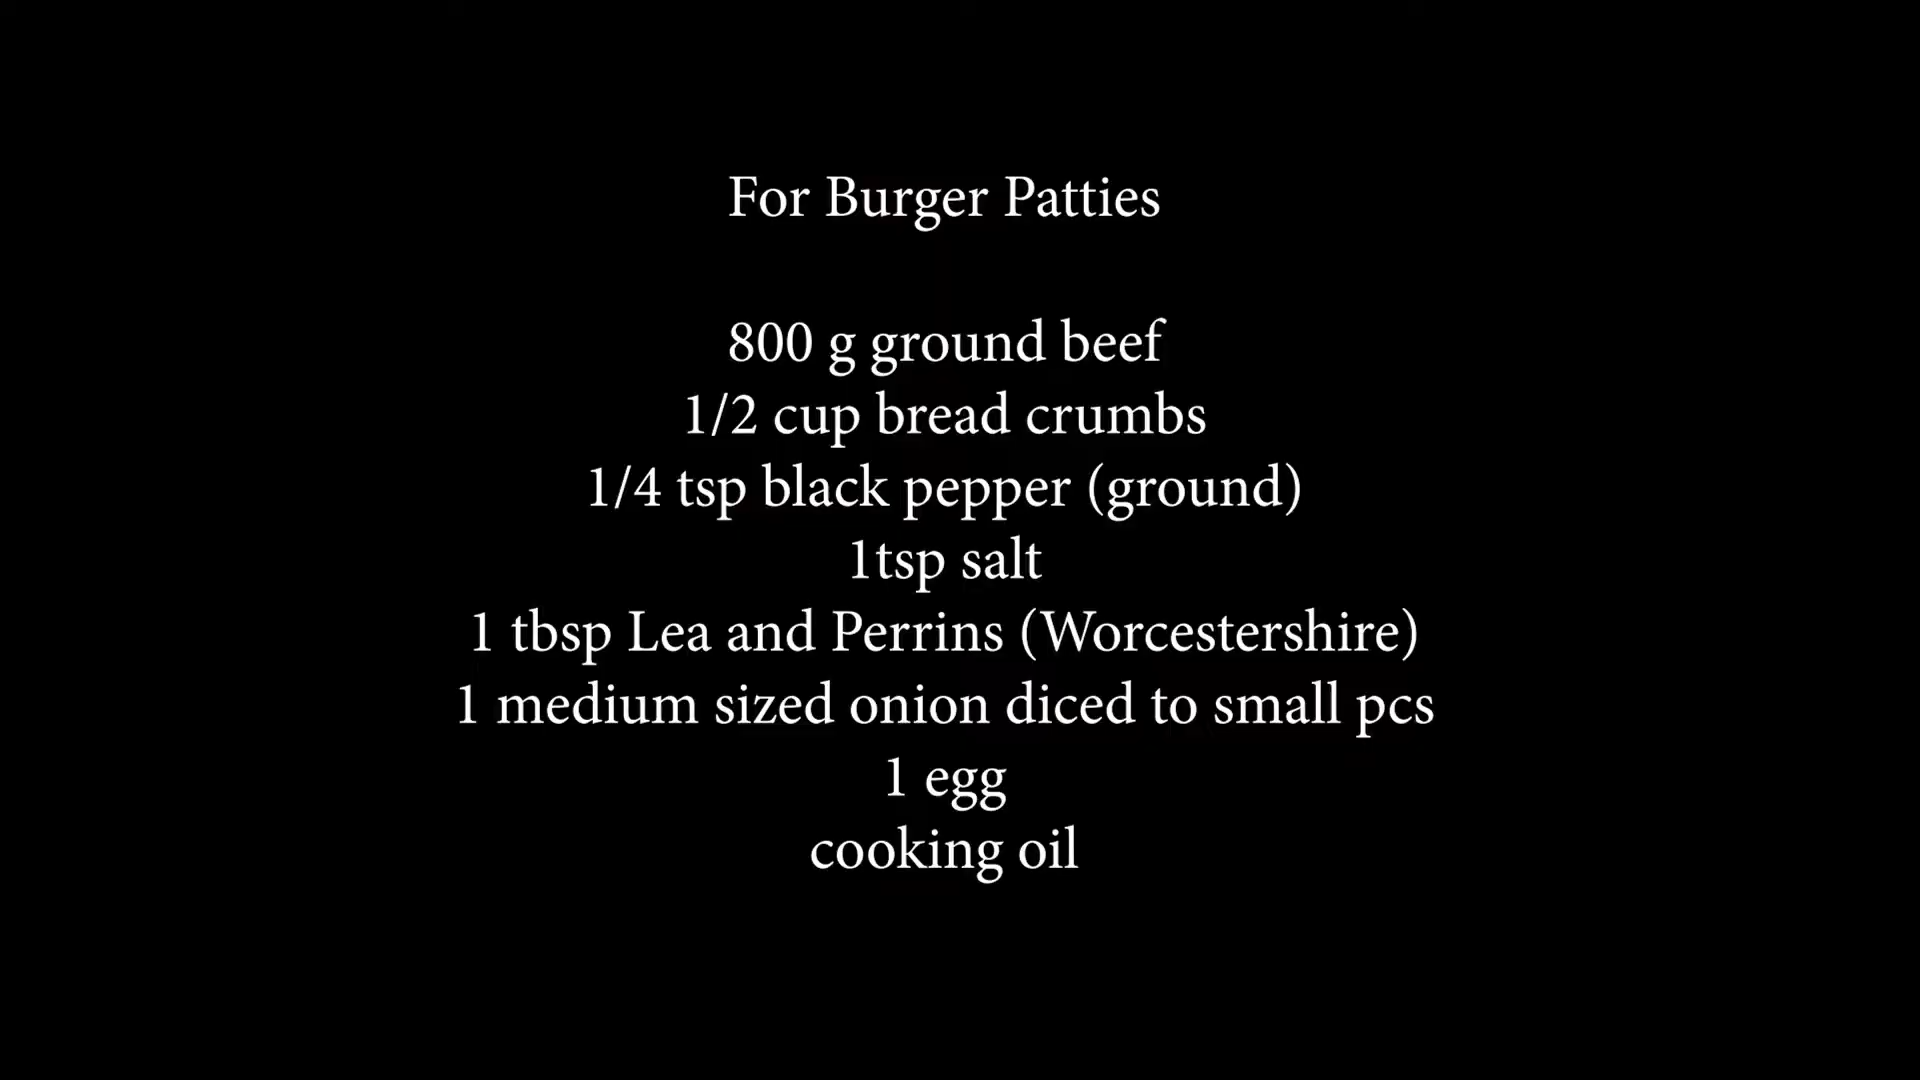 For Burger Patties
800 g ground beef
1/2 cup bread crumbs
1/4 tsp black pepper (ground)
1tsp salt
1 tbsp Lea and Perrins (Worcestershire)
1 medium sized onion diced to small pcs
1 egg
cooking oil